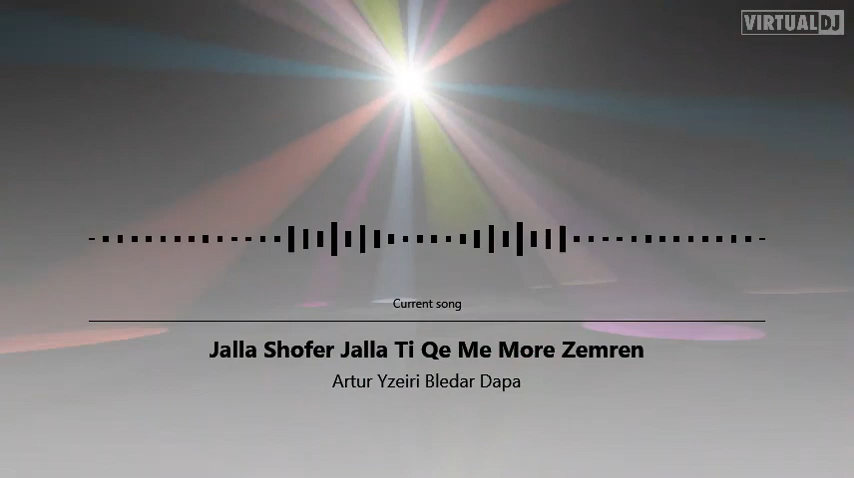 VIRTUALDJ
Current song
Jalla Shofer Jalla Ti Qe Me More Zemren
Artur Yzeiri Bledar Dapa